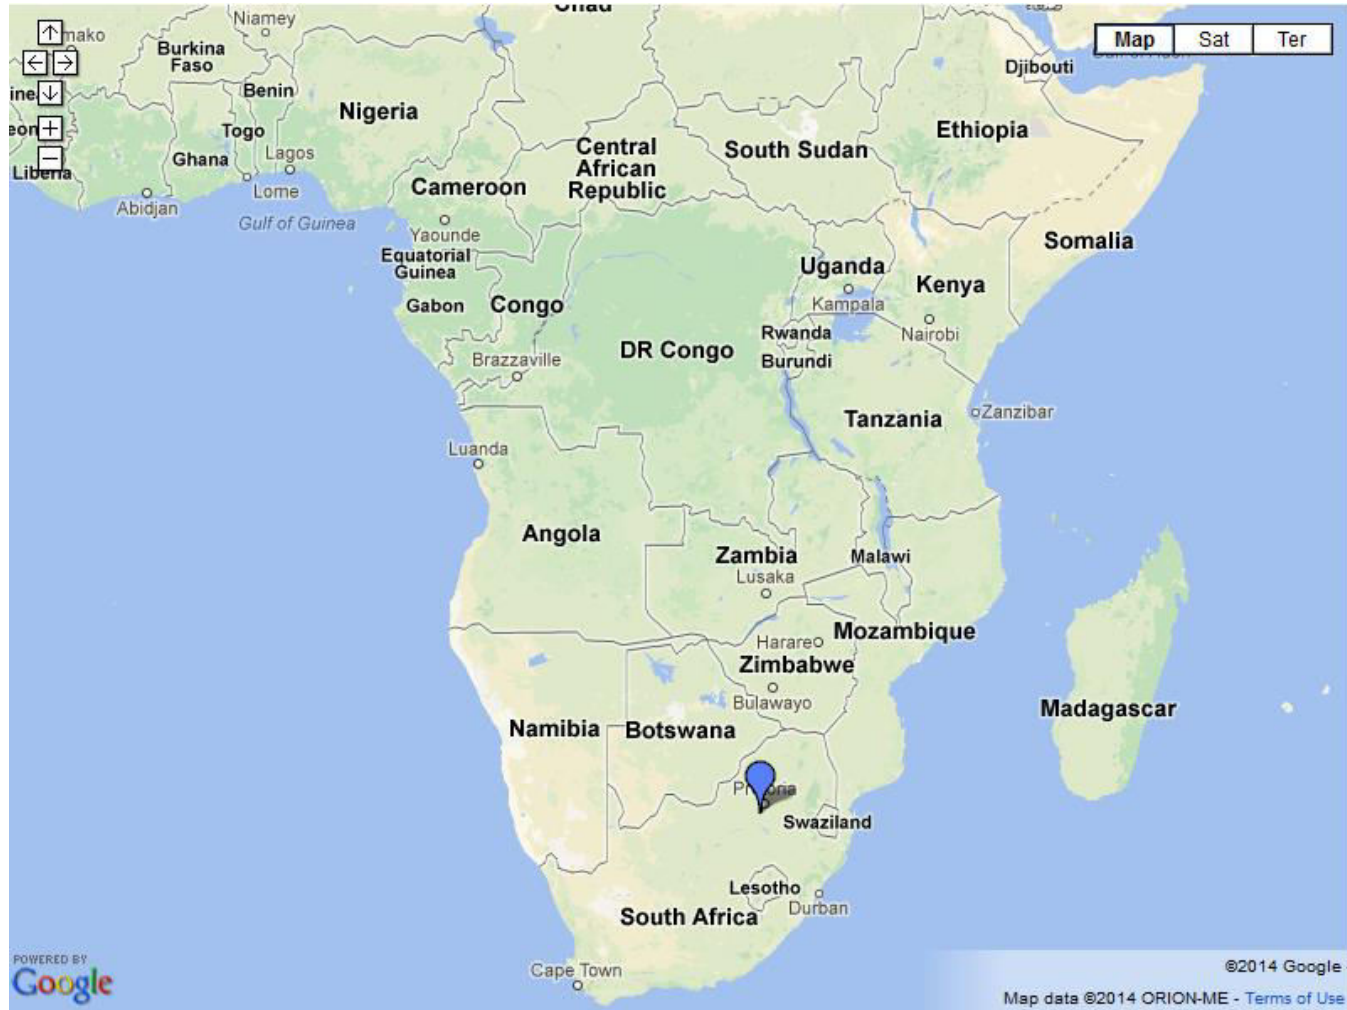 Chad
Niamey
mako
Burkina
Faso
Map
Sat
Ter
Djibouti
Benin
Nigeria
Ethiopia
Togo
Central
African
Republic
South Sudan
Ghana
Lagos
Liberia
Cameroon
Abidjan
Lome
Gulf of Guinea
Yaounde
Somalia
Equatorial
Guinea
Uganda
Kenya
Gabon
Congo
Kampala
Rwanda
Nairobi
DR Congo
Brazzaville
Burundi
Tanzania
Zanzibar
Luanda
Angola
Zambia
Malawi
Lusaka
Mozambique
Harare
Zimbabwe
Bulawayo
Madagascar
Namibia
Botswana
Swaziland
Lesotho
Durban
South Africa
Cape Town
POWERED BY
Google
©2014 Google
Map data ©2014 ORION-ME - Terms of Use